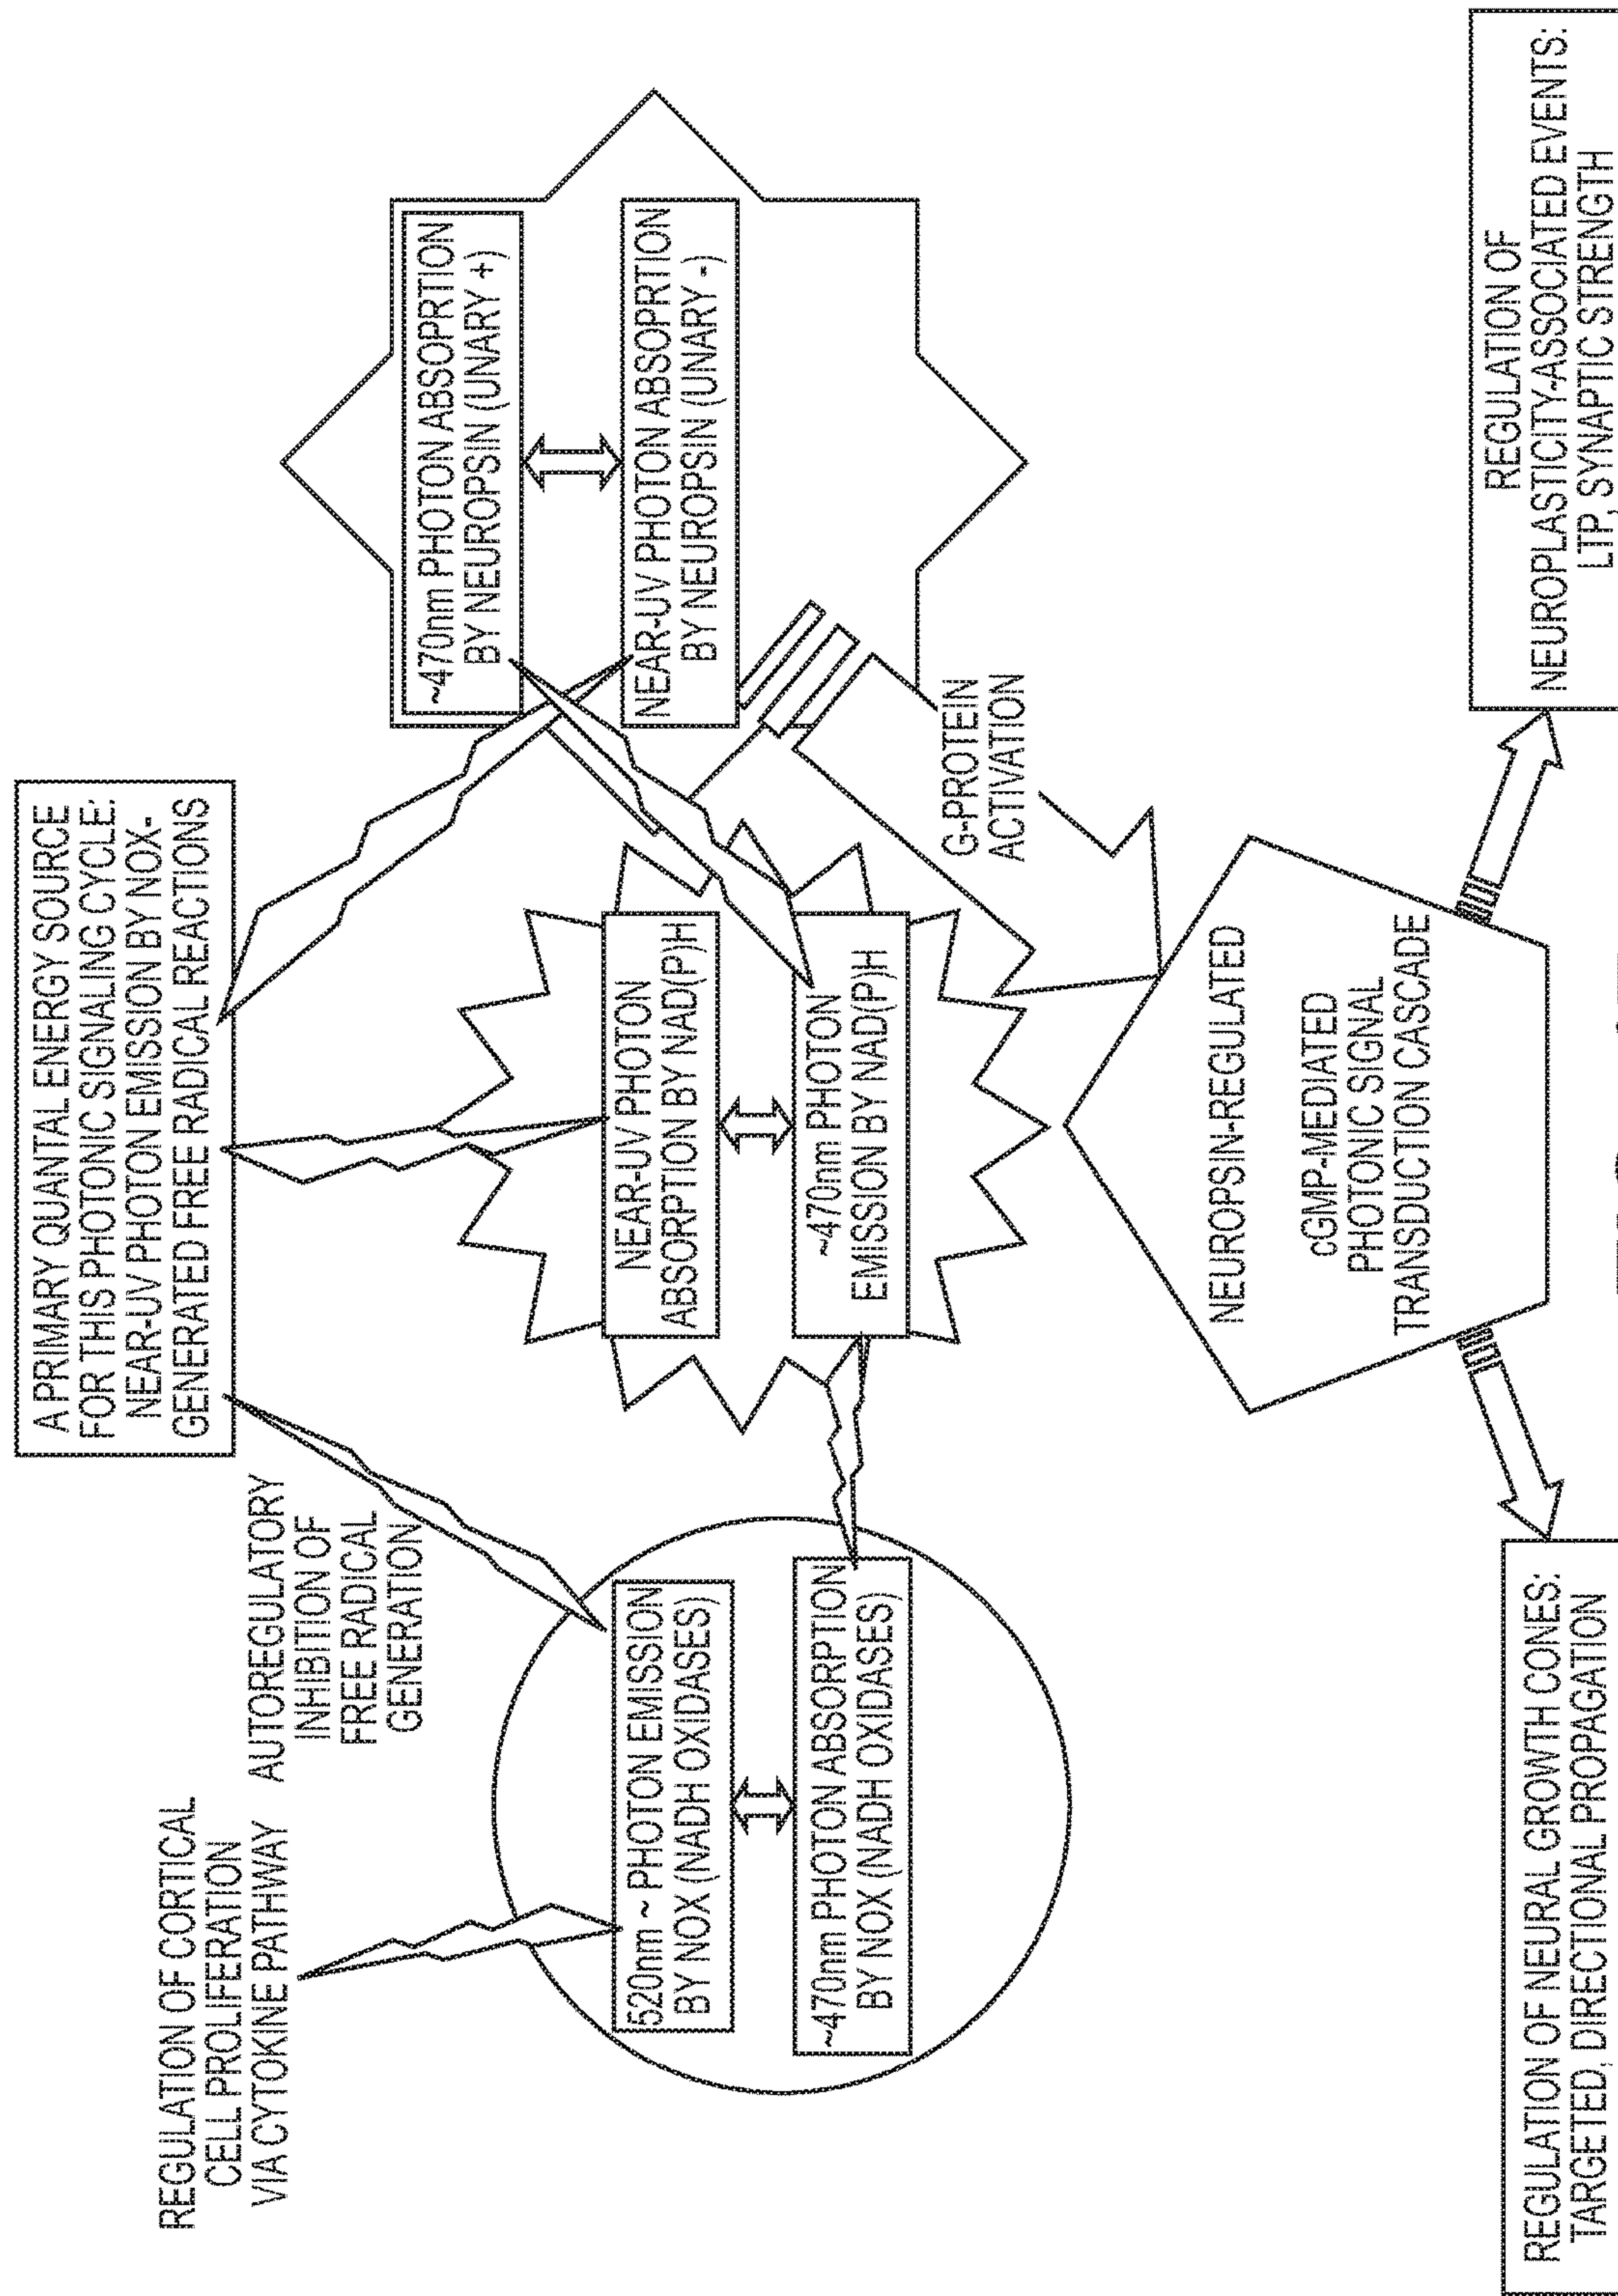 A PRIMARY QUANTAL ENERGY SOURCE
FOR THIS PHOTONIC SIGNALING CYCLE:
NEAR-UV PHOTON EMISSION BY NOX-
GENERATED FREE RADICAL REACTIONS
REGULATION OF CORTICAL
CELL PROLIFERATION
VIA CYTOKINE PATHWAY
AUTOREGULATORY
INHIBITION OF
FREE RADICAL
GENERATION
520nm ~ PHOTON EMISSION
BY NOX (NADH OXIDASES)
~470nm PHOTON ABSORPTION
BY NOX (NADH OXIDASES)
NEAR-UV PHOTON
ABSORPTION BY NAD(P)H
~470nm PHOTON
EMISSION BY NAD(P)H
~470nm PHOTON ABSOPRTION
BY NEUROPSIN (UNARY +)
NEAR-UV PHOTON ABSOPRTION
BY NEUROPSIN (UNARY -)
G-PROTEIN
ACTIVATION
NEUROPSIN-REGULATED
cGMP-MEDIATED
PHOTONIC SIGNAL
TRANSDUCTION CASCADE
REGULATION OF NEURAL GROWTH CONES:
TARGETED, DIRECTIONAL PROPAGATION
REGULATION OF
NEUROPLASTICITY-ASSOCIATED EVENTS:
LTP, SYNAPTIC STRENGTH